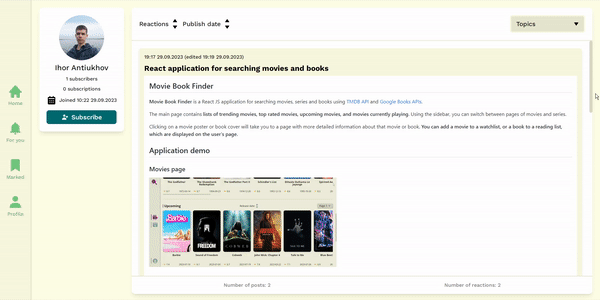 Home
For you
Marked
Profile
Ihor Antiukhov
1 subscribers
0 subscriptions
Joined 10:22 29.09.2023
Subscribe
Reactions
Publish date
Topics
19:17 29.09.2023 (edited 19:19 29.09.2023)
React application for searching movies and books
Movie Book Finder
Movie Book Finder is a React JS application for searching movies, series and books using TMDB API and Google Books APIs.
The main page contains lists of trending movies, top rated movies, upcoming movies, and movies currently playing. Using the sidebar, you can switch between pages of movies and series.
Clicking on a movie poster or book cover will take you to a page with more detailed information about that movie or book. You can add a movie to a watchlist, or a book to a reading list,
which are displayed on the user's page.
Application demo
Movies page
Upcoming
Barbie
FREEDOM
Number of posts: 2
Number of reactions: 2